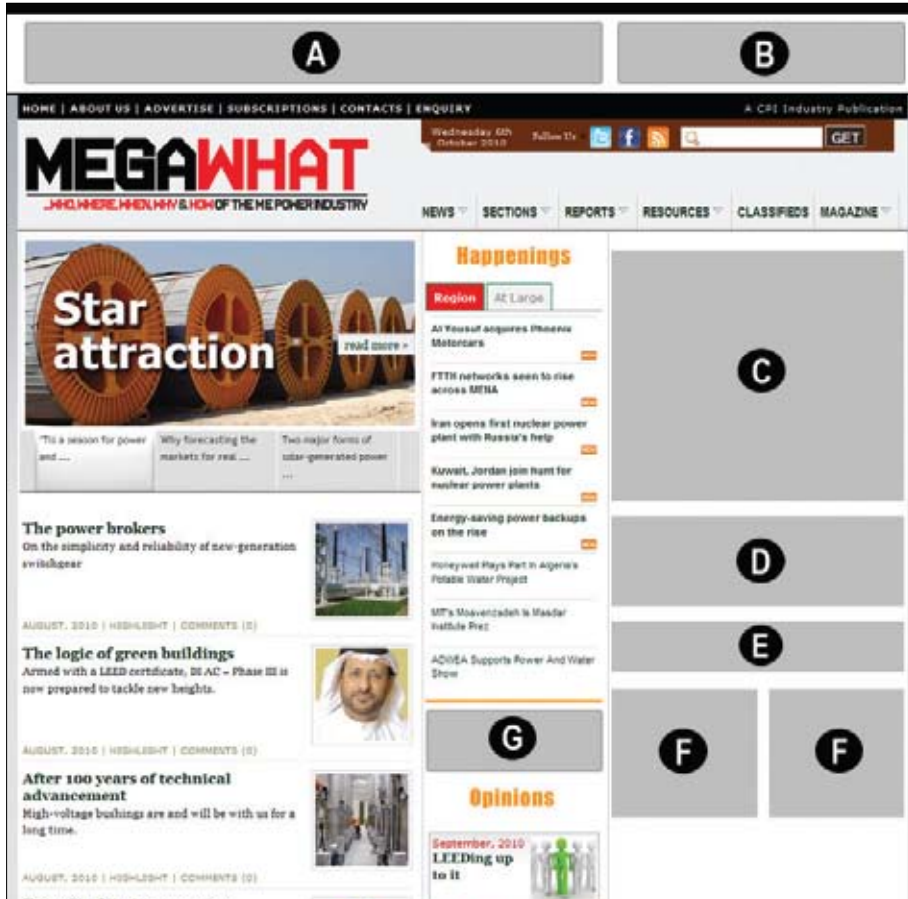 A
B
HOME | ABOUT US | ADVERTISE | SUBSCRIPTIONS | CONTACTS | ENQUIRY
A CPI Industry Publication
Wednesday 6th
October 2010
Follow Us
GET
MEGAWHAT
...WHO, WHERE, WHEN, WHY & HOW OF THE ME POWER INDUSTRY
NEWS
SECTIONS
REPORTS
RESOURCES
CLASSIFIEDS
MAGAZINE
Star
attraction
read more »
'Tis a season for power
and ....
Why forecasting the
markets for real ....
Two major forms of
solar-generated power
...
The power brokers
On the simplicity and reliability of new-generation
switchgear
AUGUST, 2010 | HIGHLIGHT | COMMENTS (0)
The logic of green buildings
Armed with a LEED certificate, DI AC – Phase III is
now prepared to tackle new heights.
AUGUST, 2010 | HIGHLIGHT | COMMENTS (0)
After 100 years of technical
advancement
High-voltage bushings are and will be with us for a
long time.
AUGUST, 2010 | HIGHLIGHT | COMMENTS (0)
Happenings
Region
At Large
Al Yousuf acquires Phoenix
Motorcars
NEW
FTTH networks seen to rise
across MENA
NEW
Iran opens first nuclear power
plant with Russia's help
NEW
Kuwait, Jordan join hunt for
nuclear power plants
NEW
Energy-saving power backups
on the rise
NEW
Honeywell Plays Part In Algeria's
Potable Water Project
MIT's Moavenzadeh Is Masdar
Institute Prez
ADWEA Supports Power And Water
Show
G
Opinions
September, 2010
LEEDing up
to it
C
D
E
F
F